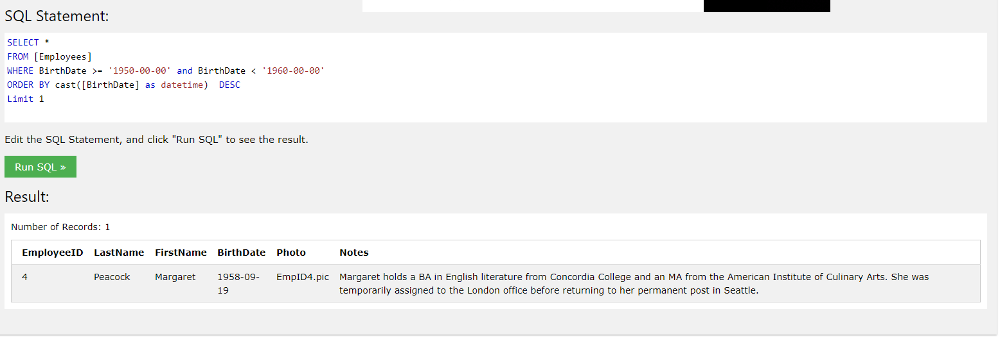 SQL Statement:
SELECT *
FROM [Employees]
WHERE BirthDate >= '1950-00-00' and BirthDate < '1960-00-00'
ORDER BY cast([BirthDate] as datetime)  DESC
Limit 1
Edit the SQL Statement, and click "Run SQL" to see the result.
Run SQL »
Result:
Number of Records: 1
EmployeeID LastName FirstName BirthDate Photo Notes
4 Peacock Margaret 1958-09- EmpID4.pic Margaret holds a BA in English literature from Concordia College and an MA from the American Institute of Culinary Arts. She was
19 temporarily assigned to the London office before returning to her permanent post in Seattle.